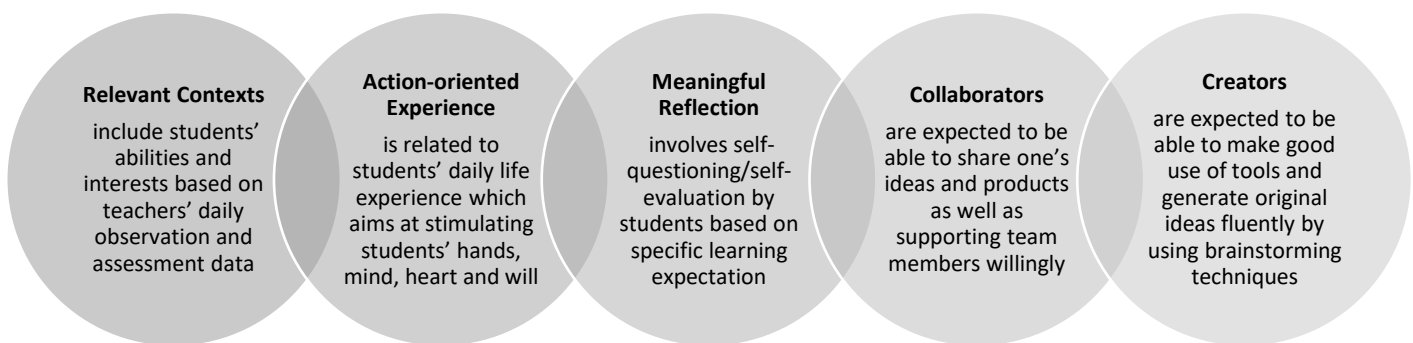 Relevant Contexts
include students’
abilities and
interests based on
teachers’ daily
observation and
assessment data
Action-oriented
Experience
is related to
students’ daily life
experience which
aims at stimulating
students’ hands,
mind, heart and will
Meaningful
Reflection
involves self-
questioning/self-
evaluation by
students based on
specific learning
expectation
Collaborators
are expected to be
able to share one’s
ideas and products
as well as
supporting team
members willingly
Creators
are expected to be
able to make good
use of tools and
generate original
ideas fluently by
using brainstorming
techniques